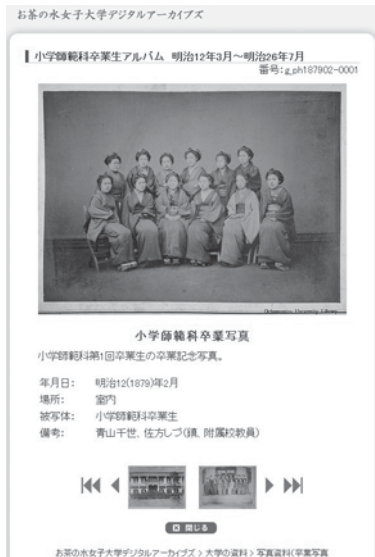 お茶の水女子大学デジタルアーカイブズ
小学師範科卒業生アルバム 明治12年3月～明治26年7月
番号:g_ph187902-0001
Ochanomizu University Library
小学師範科卒業写真
小学師範科第1回卒業生の卒業記念写真。
年月日: 明治12(1879)年2月
場所: 室内
被写体: 小学師範科卒業生
備考: 青山千世、佐方しづ(鎮、附属校教員)
閉じる
お茶の水女子大学デジタルアーカイブズ > 大学の資料 > 写真資料(卒業写真